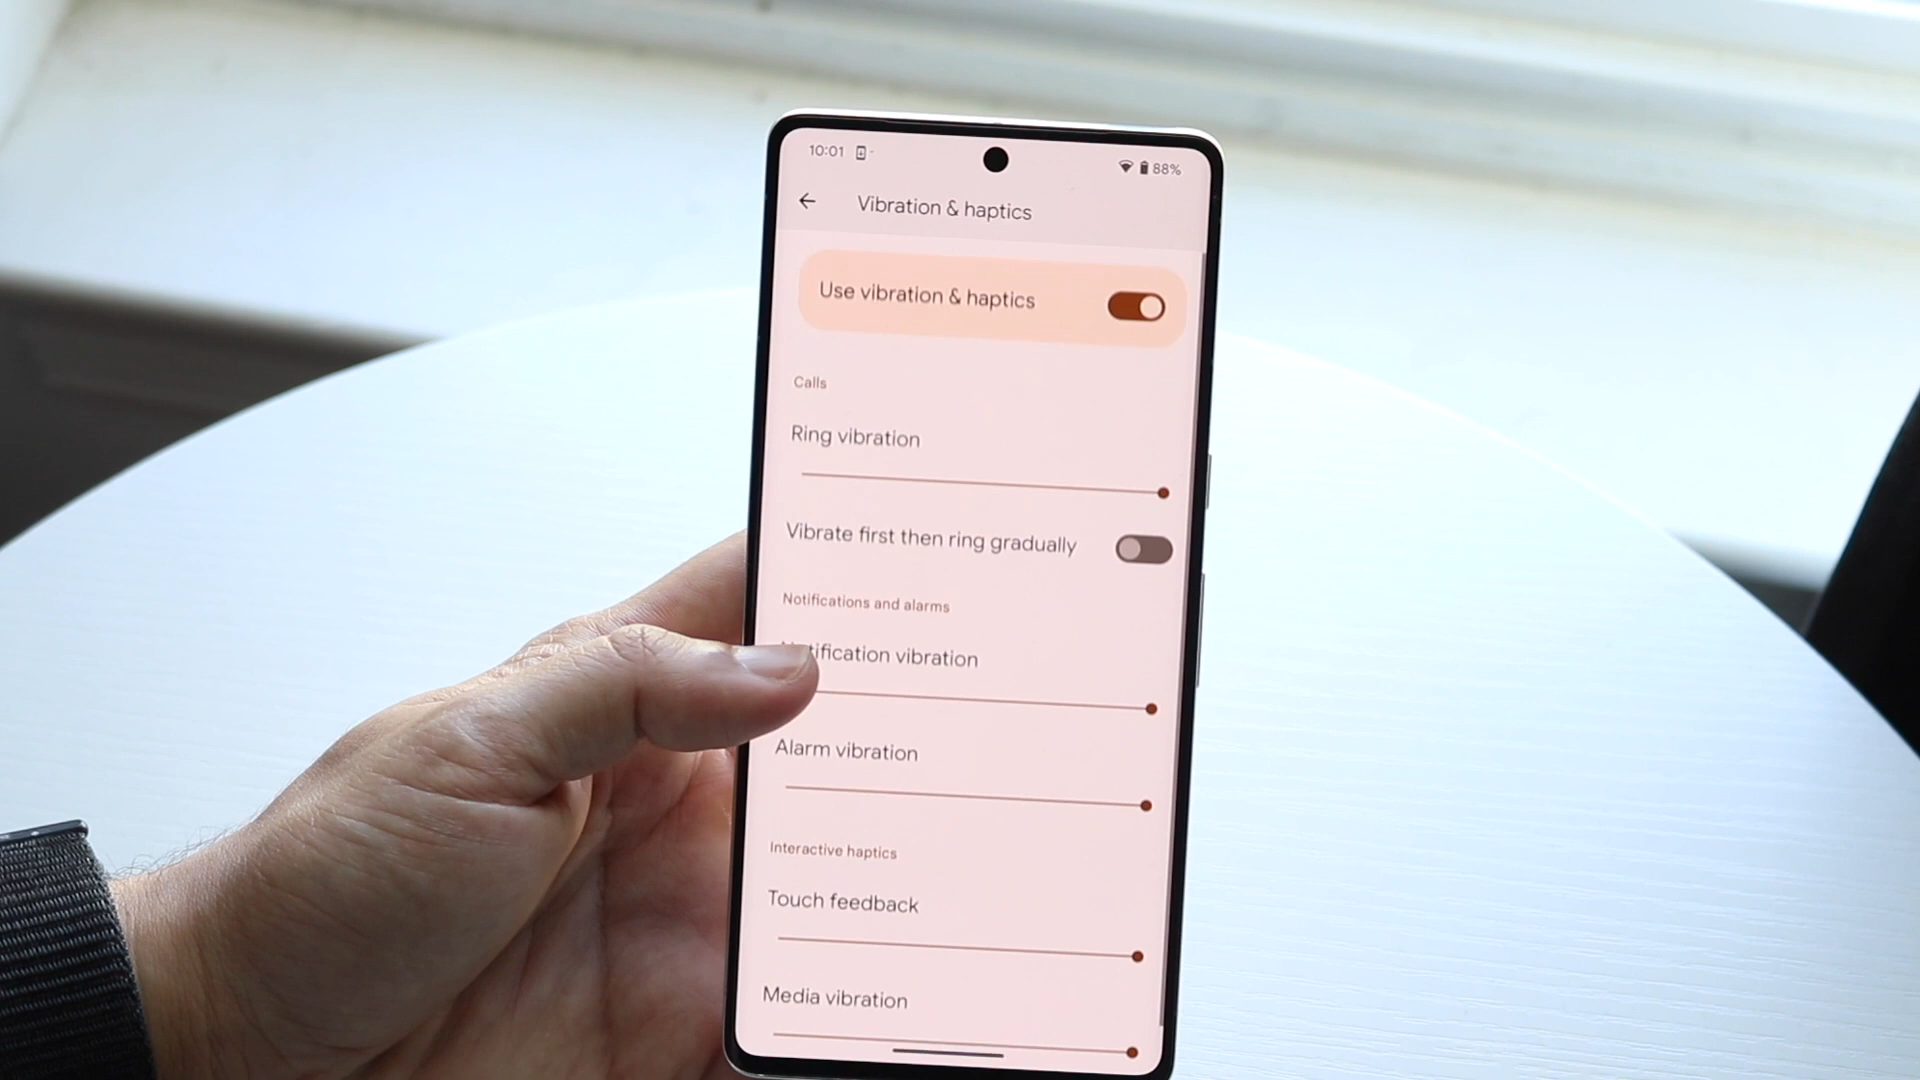 10:01
88%
Vibration & haptics
Use vibration & haptics
Calls
Ring vibration
Vibrate first then ring gradually
Notifications and alarms
vibration
Alarm vibration
Interactive haptics
Touch feedback
Media vibration